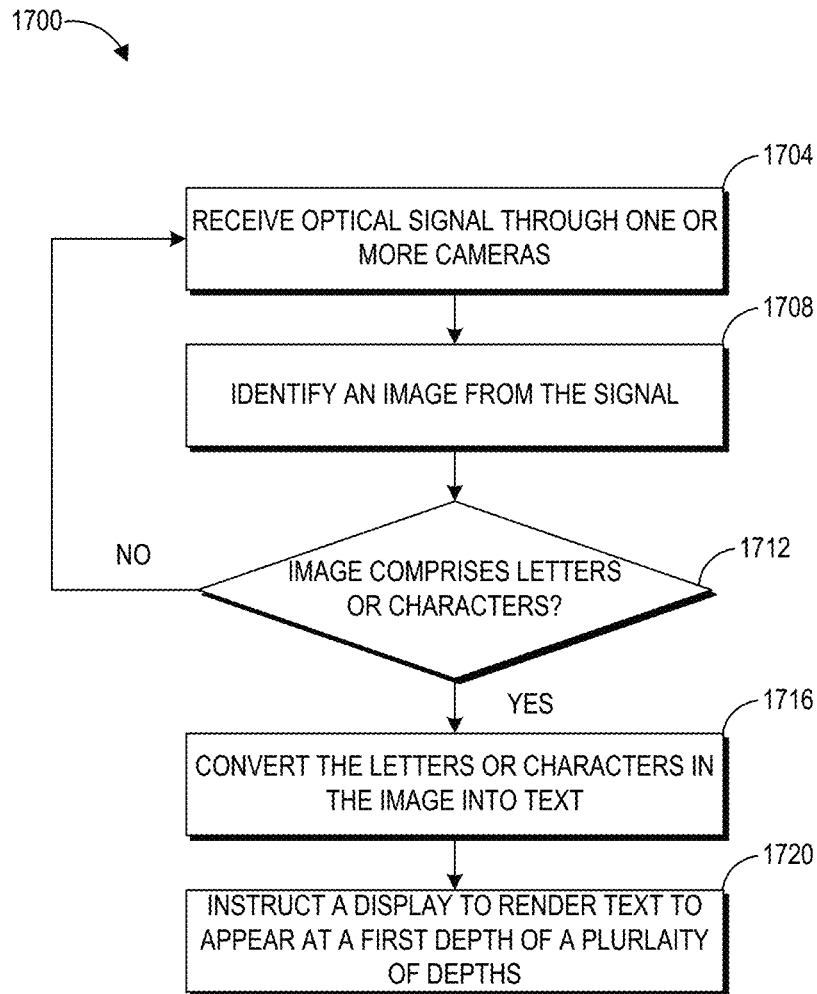 1700
1704
RECEIVE OPTICAL SIGNAL THROUGH ONE OR
MORE CAMERAS
1708
IDENTIFY AN IMAGE FROM THE SIGNAL
NO
1712
IMAGE COMPRISES LETTERS
OR CHARACTERS?
YES
1716
CONVERT THE LETTERS OR CHARACTERS IN
THE IMAGE INTO TEXT
1720
INSTRUCT A DISPLAY TO RENDER TEXT TO
APPEAR AT A FIRST DEPTH OF A PLURLAITY
OF DEPTHS